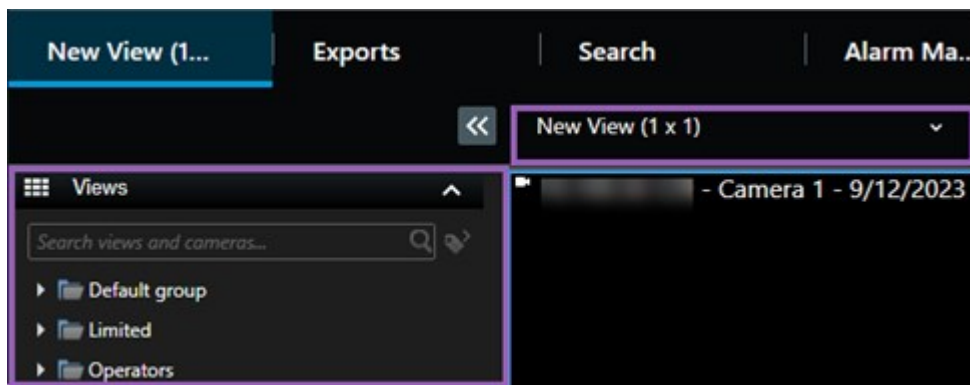 New View (1... Exports Search Alarm Ma..
New View (1 x 1)
Views
- Camera 1 - 9/12/2023
Search views and cameras...
Default group
Limited
Operators